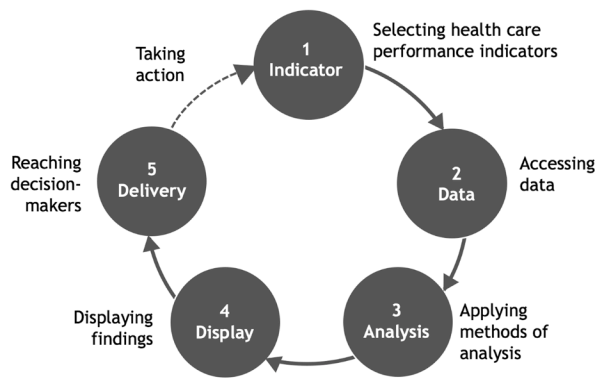 1
Indicator
Selecting health care
performance indicators
2
Data
Accessing
data
3
Analysis
Applying
methods of
analysis
4
Display
Displaying
findings
5
Delivery
Reaching
decision-
makers
Taking
action